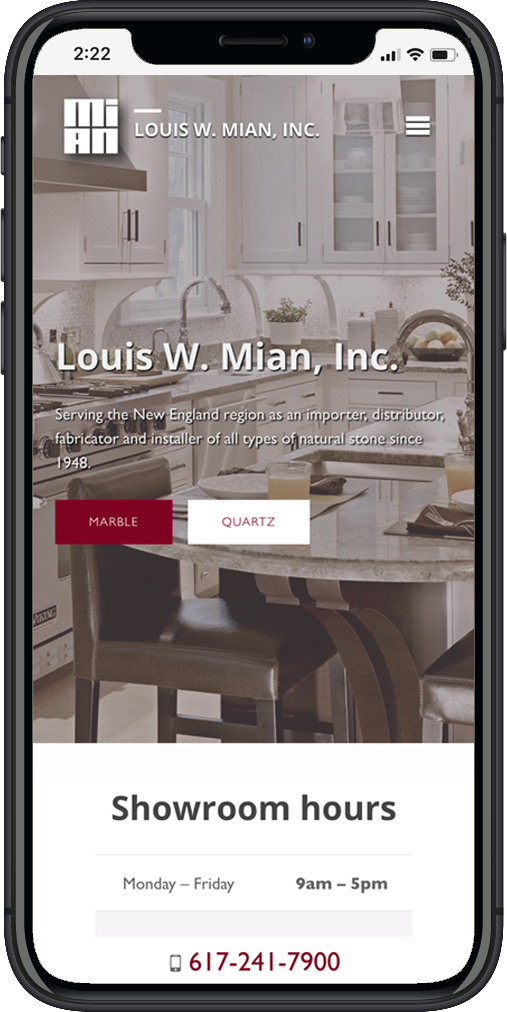 2:22
mi
an
LOUIS W. MIAN, INC.
Louis W. Mian, Inc.
Serving the New England region as an importer, distributor,
fabricator and installer of all types of natural stone since
1948.
MARBLE
QUARTZ
VIKING
Showroom hours
Monday – Friday 9am – 5pm
617-241-7900